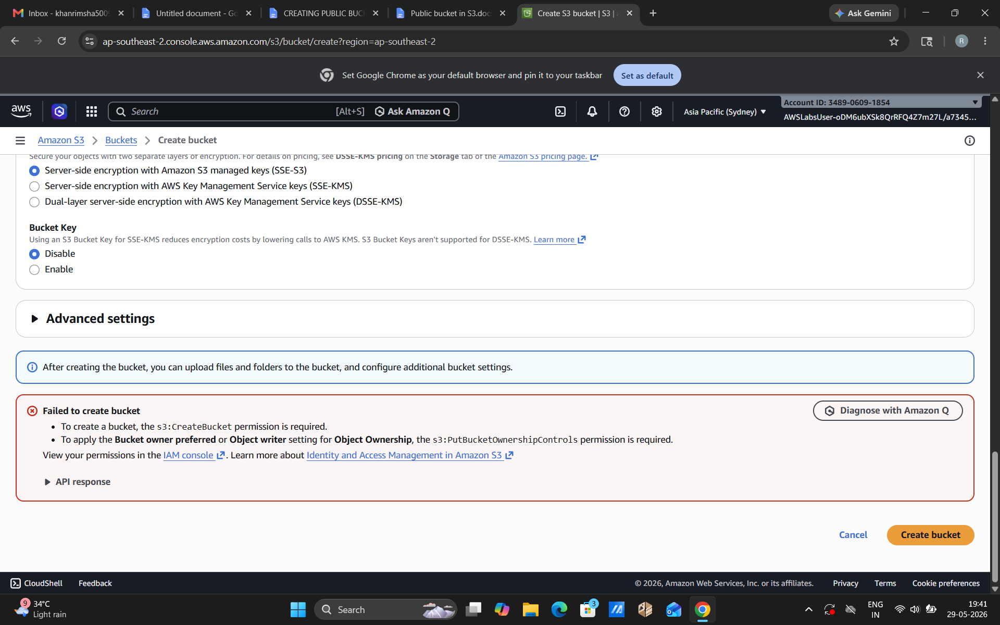 Inbox - khanrimsha500
Untitled document - Go
CREATING PUBLIC BUC
Public bucket in S3.doc
Create S3 bucket | S3 |
Ask Gemini
ap-southeast-2.console.aws.amazon.com/s3/bucket/create?region=ap-southeast-2
R
Set Google Chrome as your default browser and pin it to your taskbar
Set as default
aws
Search
[Alt+S]
Ask Amazon Q
Asia Pacific (Sydney)
Account ID: 3489-0609-1854
AWSLabsUser-oDM6ubXSk8QrRFQ4Z7m27L/a7345...
Amazon S3
Buckets
Create bucket
Secure your objects with two separate layers of encryption. For details on pricing, see DSSE-KMS pricing on the Storage tab of the Amazon S3 pricing page.
Server-side encryption with Amazon S3 managed keys (SSE-S3)
Server-side encryption with AWS Key Management Service keys (SSE-KMS)
Dual-layer server-side encryption with AWS Key Management Service keys (DSSE-KMS)
Bucket Key
Using an S3 Bucket Key for SSE-KMS reduces encryption costs by lowering calls to AWS KMS. S3 Bucket Keys aren't supported for DSSE-KMS. Learn more
Disable
Enable
Advanced settings
After creating the bucket, you can upload files and folders to the bucket, and configure additional bucket settings.
Failed to create bucket
Diagnose with Amazon Q
• To create a bucket, the s3:CreateBucket permission is required.
• To apply the Bucket owner preferred or Object writer setting for Object Ownership, the s3:PutBucketOwnershipControls permission is required.
View your permissions in the IAM console. Learn more about Identity and Access Management in Amazon S3
API response
Cancel
Create bucket
CloudShell
Feedback
© 2026, Amazon Web Services, Inc. or its affiliates.
Privacy
Terms
Cookie preferences
9
34°C
Light rain
Search
3
ENG
IN
19:41
29-05-2026